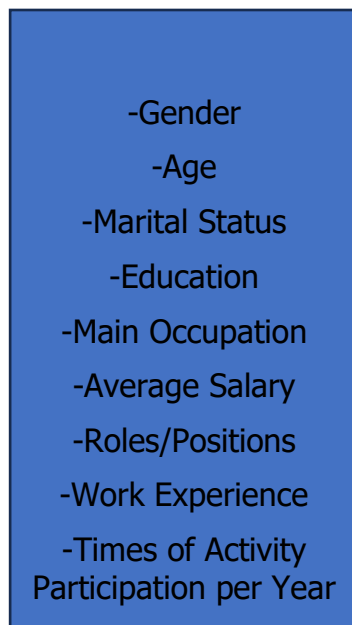 -Gender
-Age
-Marital Status
-Education
-Main Occupation
-Average Salary
-Roles/Positions
-Work Experience
-Times of Activity
Participation per Year